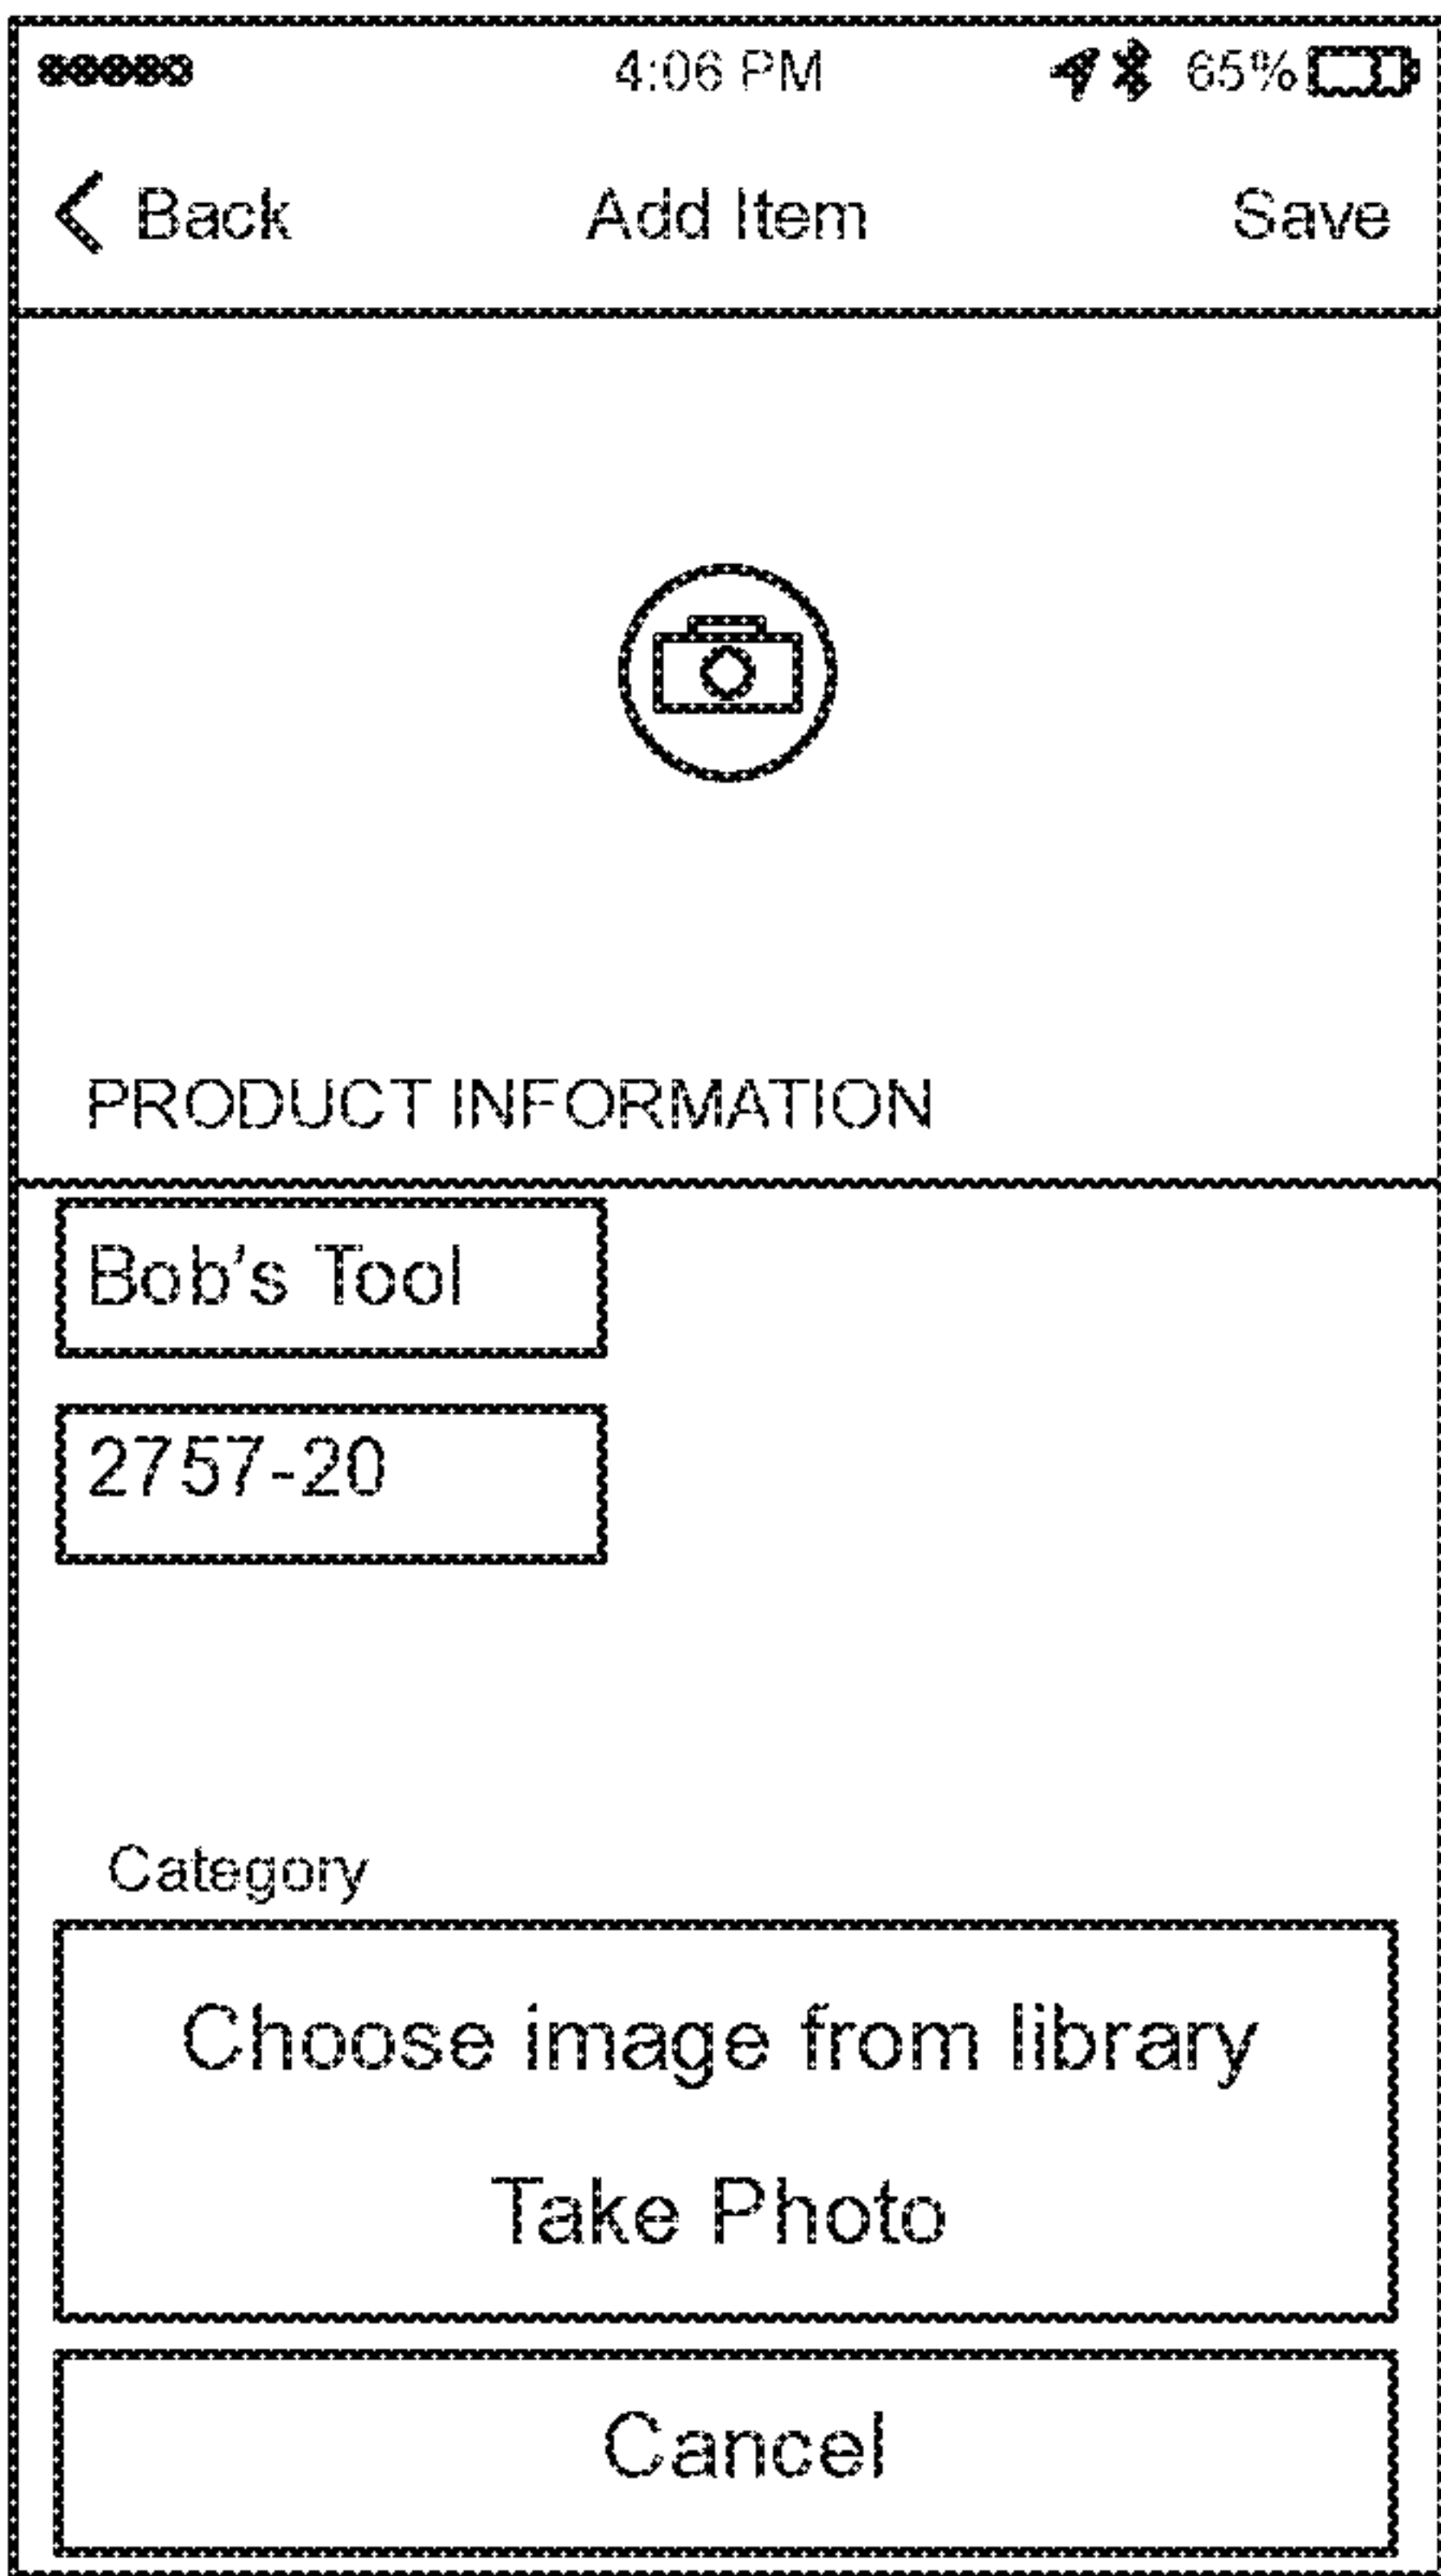 4:06 PM 65%
Back Add Item Save
PRODUCT INFORMATION
Bob's Tool
2757-20
Category
Choose image from library
Take Photo
Cancel